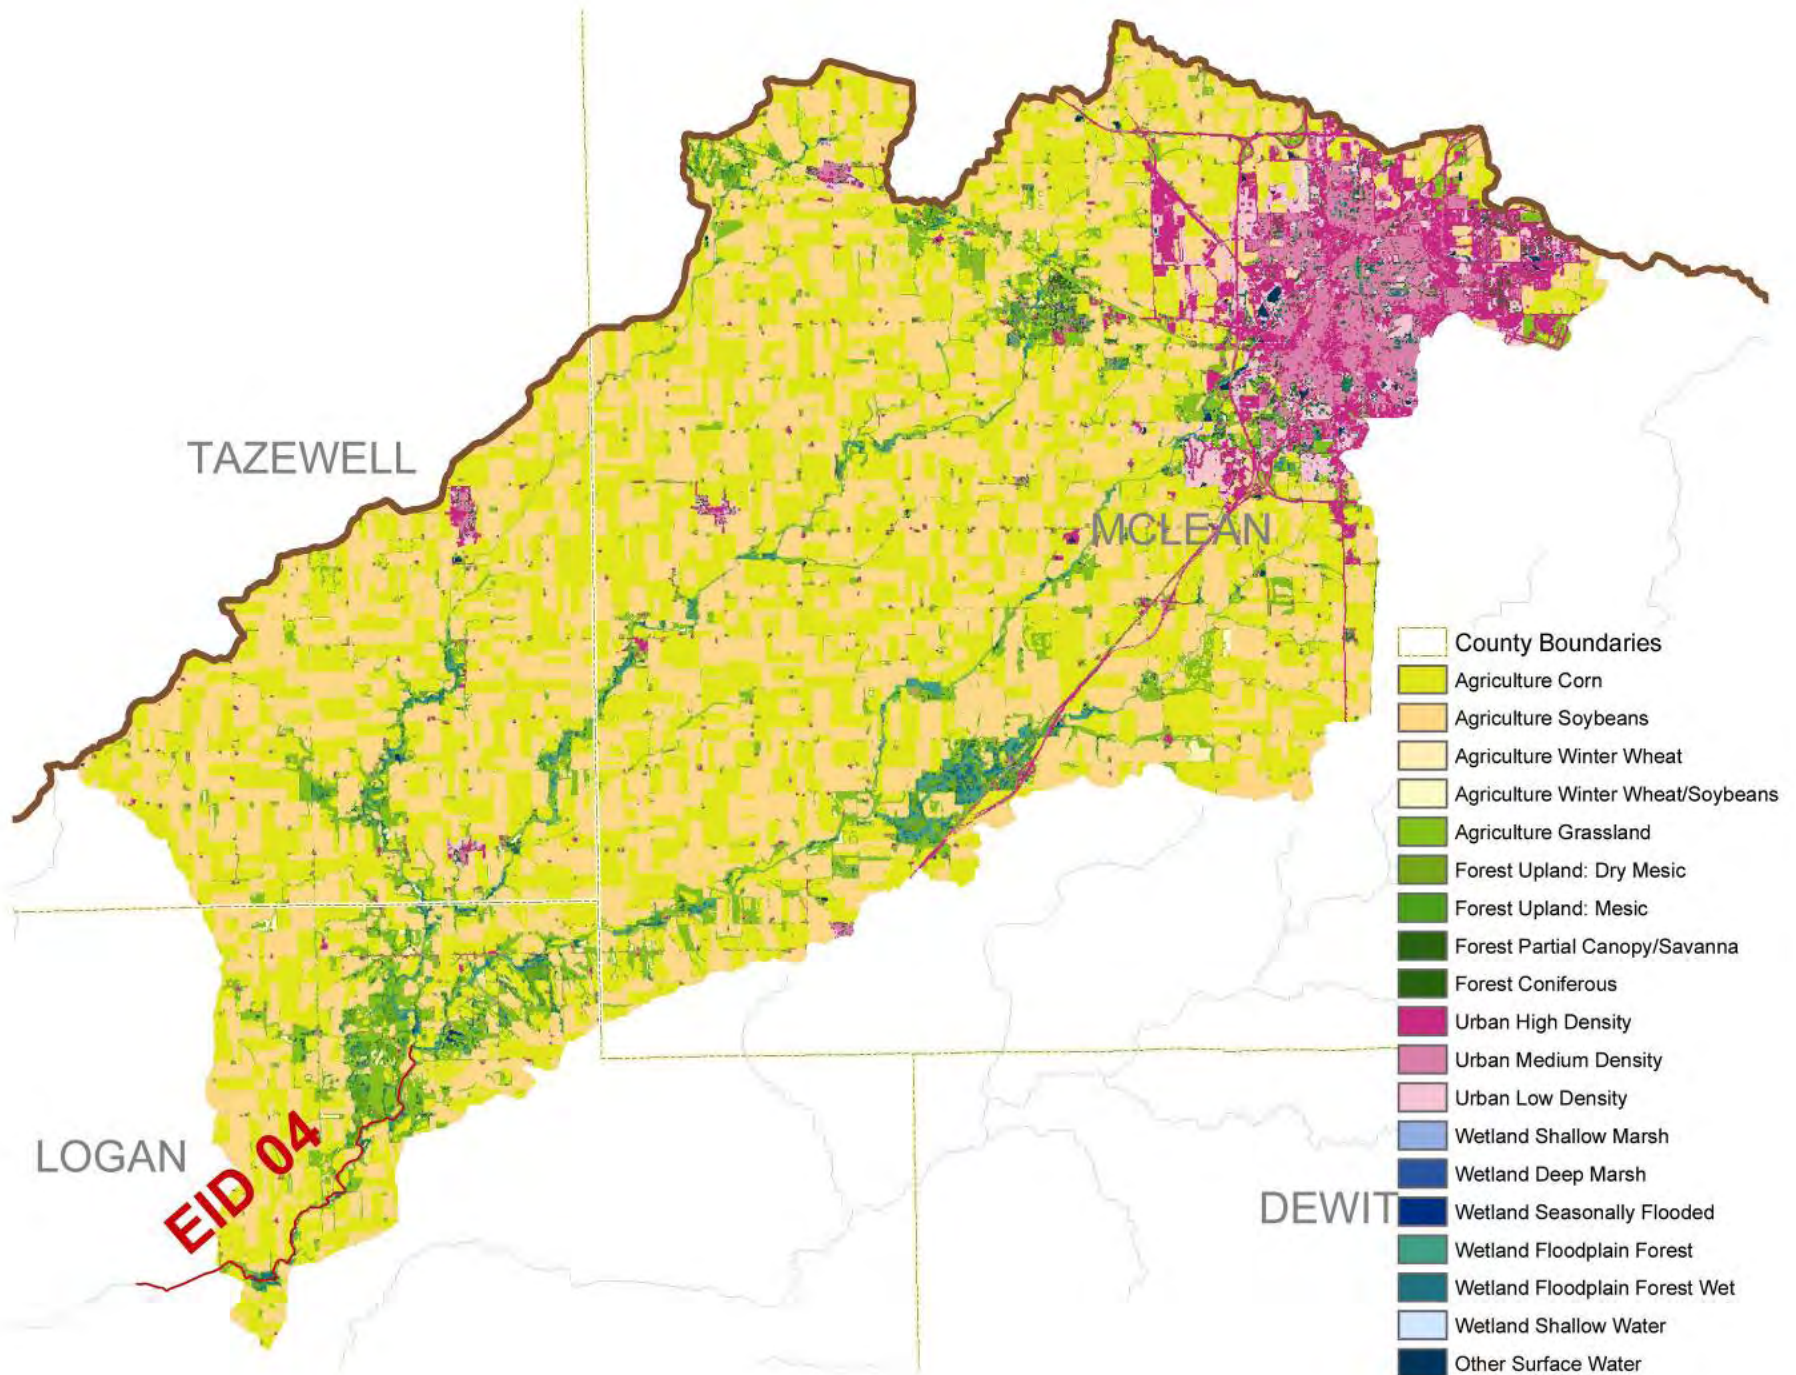 TAZEWELL
MCLEAN
LOGAN
EID 04
DEWIT
County Boundaries
Agriculture Corn
Agriculture Soybeans
Agriculture Winter Wheat
Agriculture Winter Wheat/Soybeans
Agriculture Grassland
Forest Upland: Dry Mesic
Forest Upland: Mesic
Forest Partial Canopy/Savanna
Forest Coniferous
Urban High Density
Urban Medium Density
Urban Low Density
Wetland Shallow Marsh
Wetland Deep Marsh
Wetland Seasonally Flooded
Wetland Floodplain Forest
Wetland Floodplain Forest Wet
Wetland Shallow Water
Other Surface Water